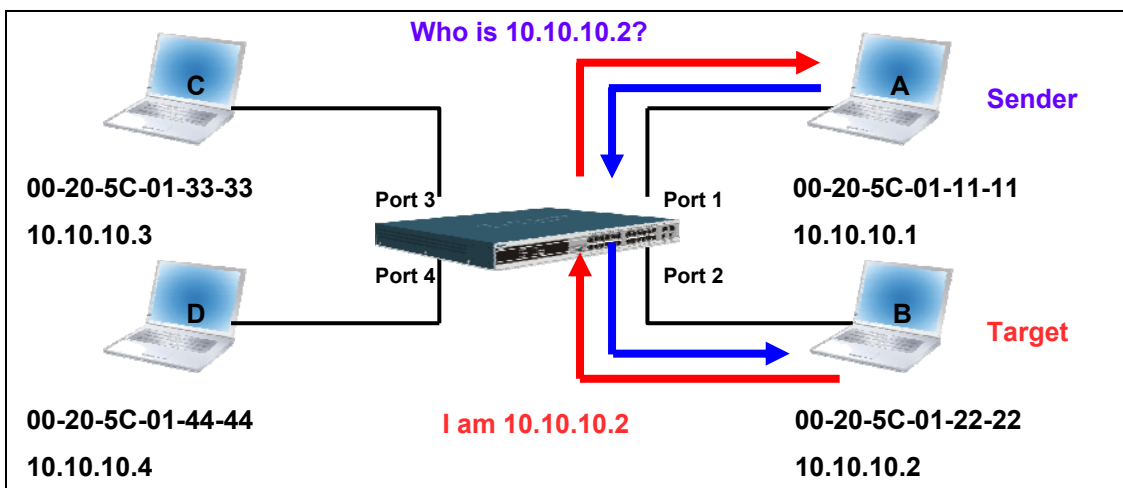 Who is 10.10.10.2?
C
A
Sender
00-20-5C-01-33-33
10.10.10.3
Port 3
Port 1
00-20-5C-01-11-11
10.10.10.1
Port 4
Port 2
D
B
Target
00-20-5C-01-44-44
10.10.10.4
I am 10.10.10.2
00-20-5C-01-22-22
10.10.10.2